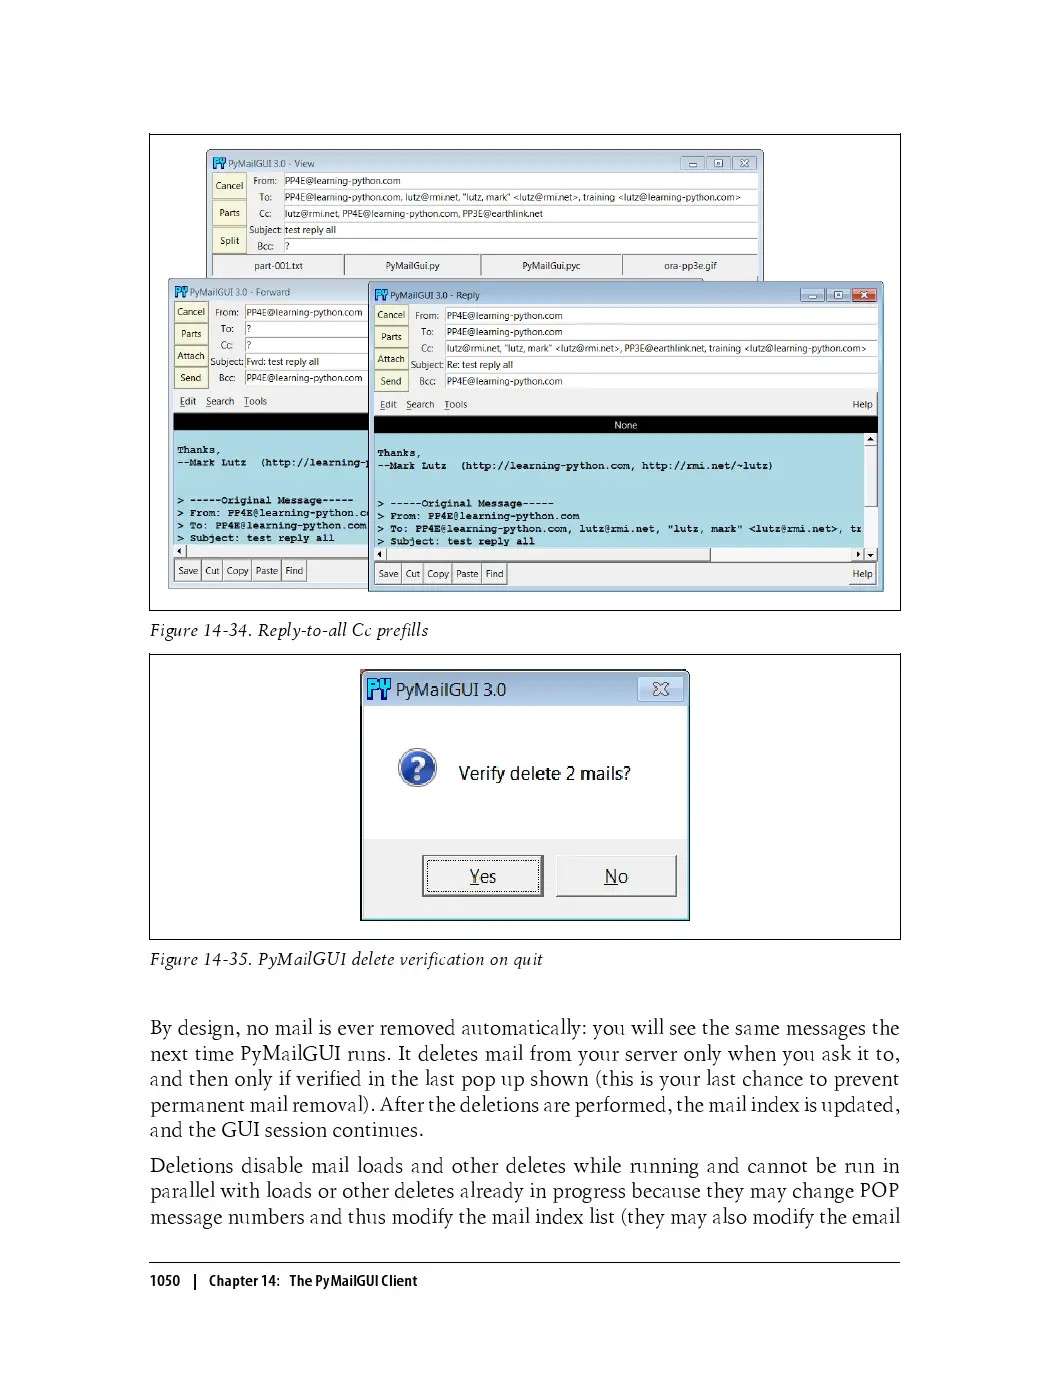 PyMailGUI 3.0 - View
Cancel
Parts
Split
From: PP4E@learning-python.com
To: PP4E@learning-python.com, lutz@rmi.net, "lutz, mark" <lutz@rmi.net>, training <lutz@learning-python.com>
Cc: lutz@rmi.net, PP4E@learning-python.com, PP3E@earthlink.net
Subject: test reply all
Bcc: ?
part-001.txt PyMailGui.py PyMailGui.pyc ora-pp3e.gif
PyMailGUI 3.0 - Forward
Cancel
Parts
Attach
Send
From: PP4E@learning-python.com
To: ?
Cc: ?
Subject: Fwd: test reply all
Bcc: PP4E@learning-python.com
Edit Search Tools
Thanks,
--Mark Lutz (http://learning-
> -----Original Message-----
> From: PP4E@learning-python.c
> To: PP4E@learning-python.com
> Subject: test reply all
Save Cut Copy Paste Find
PyMailGUI 3.0 - Reply
Cancel
Parts
Attach
Send
From: PP4E@learning-python.com
To: PP4E@learning-python.com
Cc: lutz@rmi.net, "lutz, mark" <lutz@rmi.net>, PP3E@earthlink.net, training <lutz@learning-python.com>
Subject: Re: test reply all
Bcc: PP4E@learning-python.com
Edit Search Tools Help
None
Thanks,
--Mark Lutz (http://learning-python.com, http://rmi.net/~lutz)
> -----Original Message-----
> From: PP4E@learning-python.com
> To: PP4E@learning-python.com, lutz@rmi.net, "lutz, mark" <lutz@rmi.net>, tr
> Subject: test reply all
Save Cut Copy Paste Find Help
Figure 14-34. Reply-to-all Cc prefills
PyMailGUI 3.0
Verify delete 2 mails?
Yes No
Figure 14-35. PyMailGUI delete verification on quit
By design, no mail is ever removed automatically: you will see the same messages the
next time PyMailGUI runs. It deletes mail from your server only when you ask it to,
and then only if verified in the last pop up shown (this is your last chance to prevent
permanent mail removal). After the deletions are performed, the mail index is updated,
and the GUI session continues.
Deletions disable mail loads and other deletes while running and cannot be run in
parallel with loads or other deletes already in progress because they may change POP
message numbers and thus modify the mail index list (they may also modify the email
1050 | Chapter 14: The PyMailGUI Client